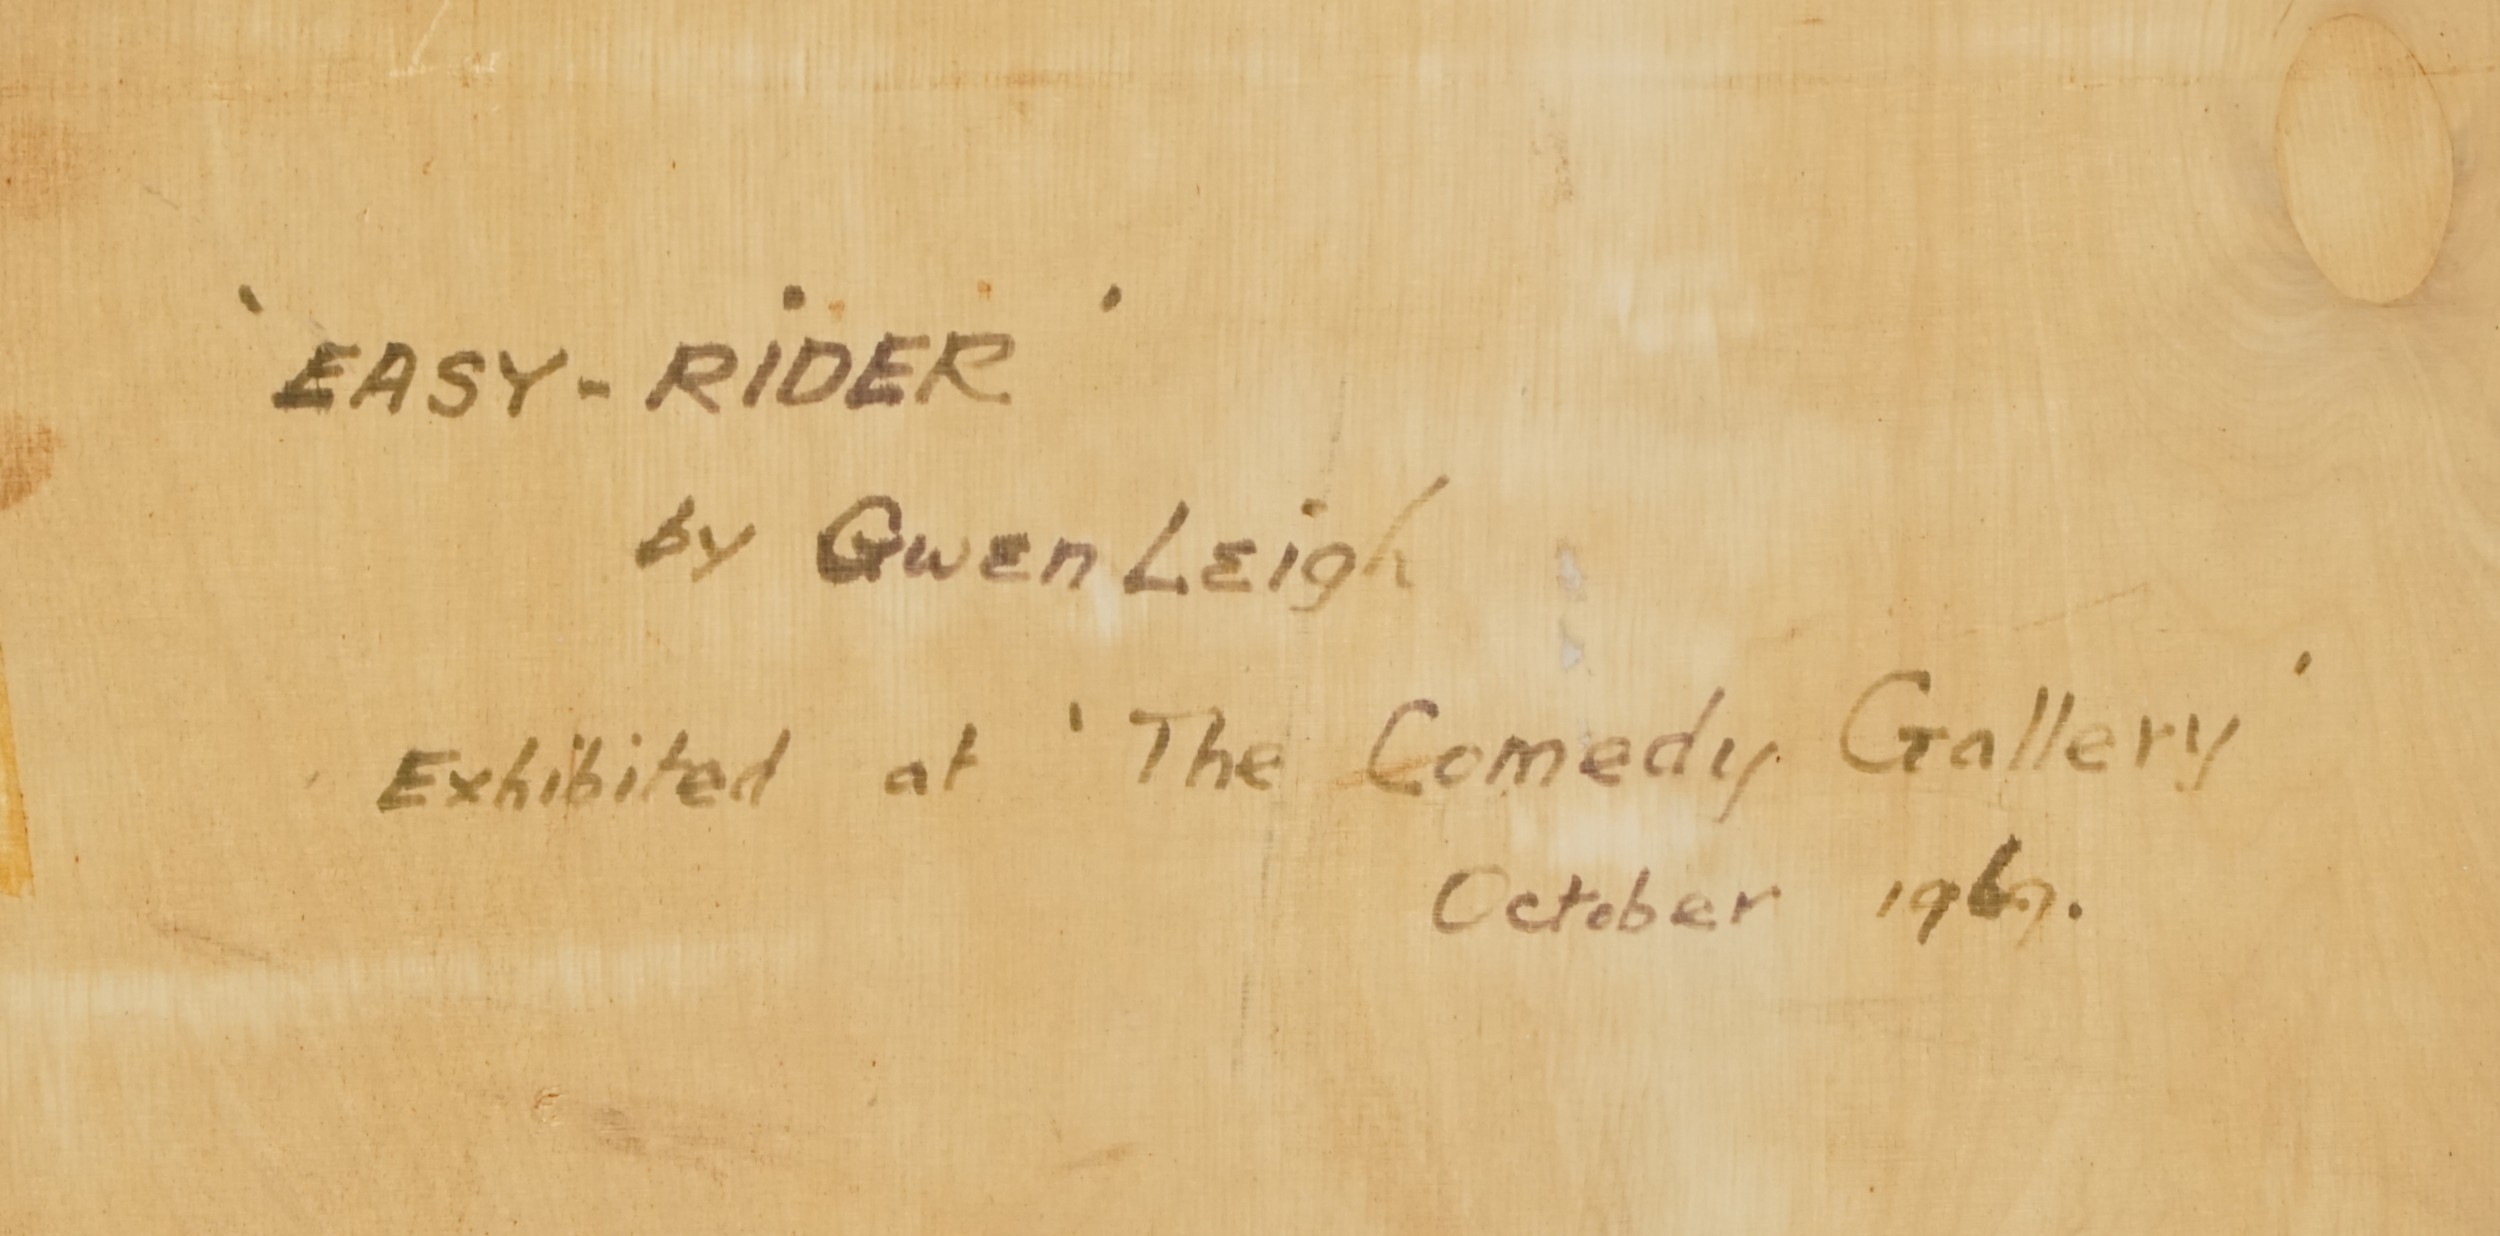 'EASY-RiDER'
by Gwen Leigh
Exhibited at 'The Comedy Gallery'
October 1969.